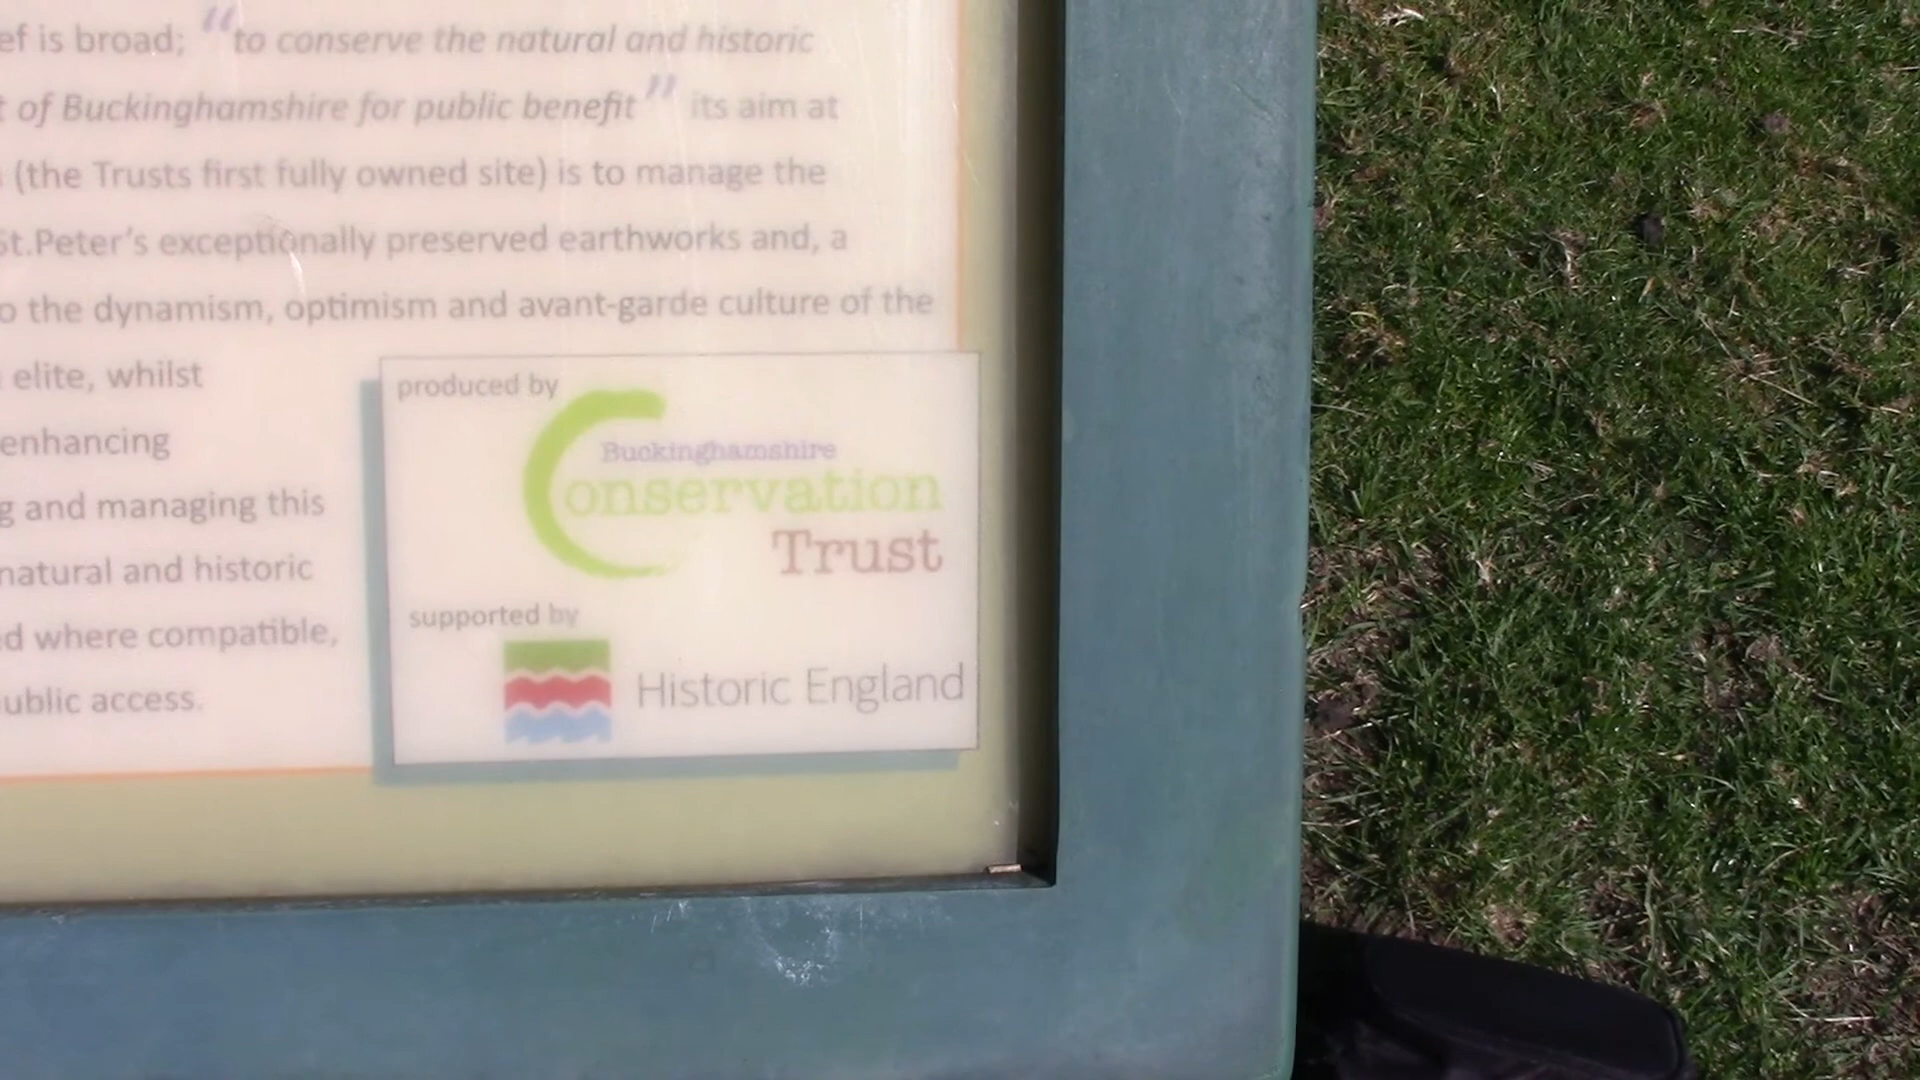 ef is broad; “to conserve the natural and historic
t of Buckinghamshire for public benefit” its aim at
(the Trusts first fully owned site) is to manage the
St.Peter’s exceptionally preserved earthworks and, a
o the dynamism, optimism and avant-garde culture of the
elite, whilst
enhancing
g and managing this
natural and historic
ed where compatible,
ublic access.
produced by
Buckinghamshire
Conservation
Trust
supported by
Historic England